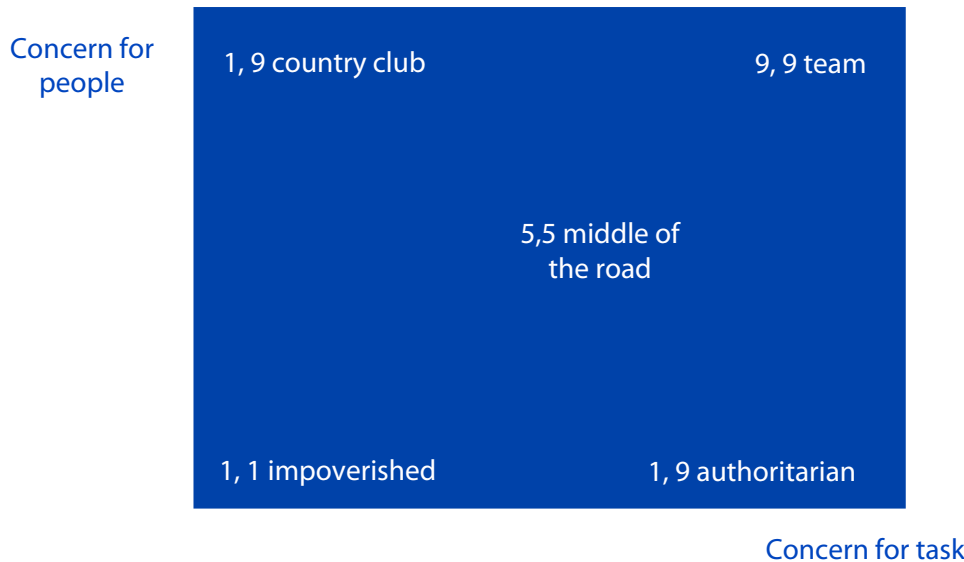 Concern for
people
1, 9 country club
9, 9 team
5,5 middle of
the road
1, 1 impoverished
1, 9 authoritarian
Concern for task